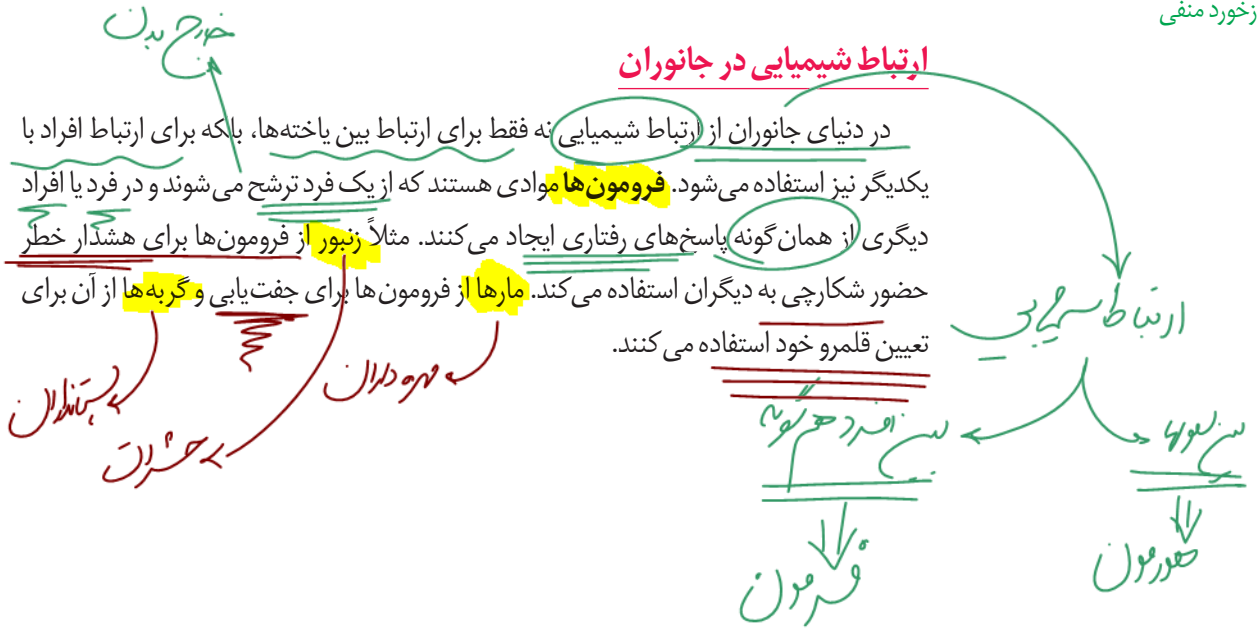 زخورد منفی
خارج بدن
ارتباط شیمیایی در جانوران
در دنیای جانوران از ارتباط شیمیایی نه فقط برای ارتباط بین یاخته‌ها، بلکه برای ارتباط افراد با
یکدیگر نیز استفاده می‌شود. فرومون‌ها موادی هستند که از یک فرد ترشح می‌شوند و در فرد یا افراد
دیگری از همان‌گونه پاسخ‌های رفتاری ایجاد می‌کنند. مثلاً زنبور از فرومون‌ها برای هشدار خطر
حضور شکارچی به دیگران استفاده می‌کند. مارها از فرومون‌ها برای جفت‌یابی و گربه‌ها از آن برای
تعیین قلمرو خود استفاده می‌کنند.
ارتباط شیمیایی
مهره داران
پستانداران
حشرات
بین سلولها
بین افراد هم گونه
هورمون
فرمون